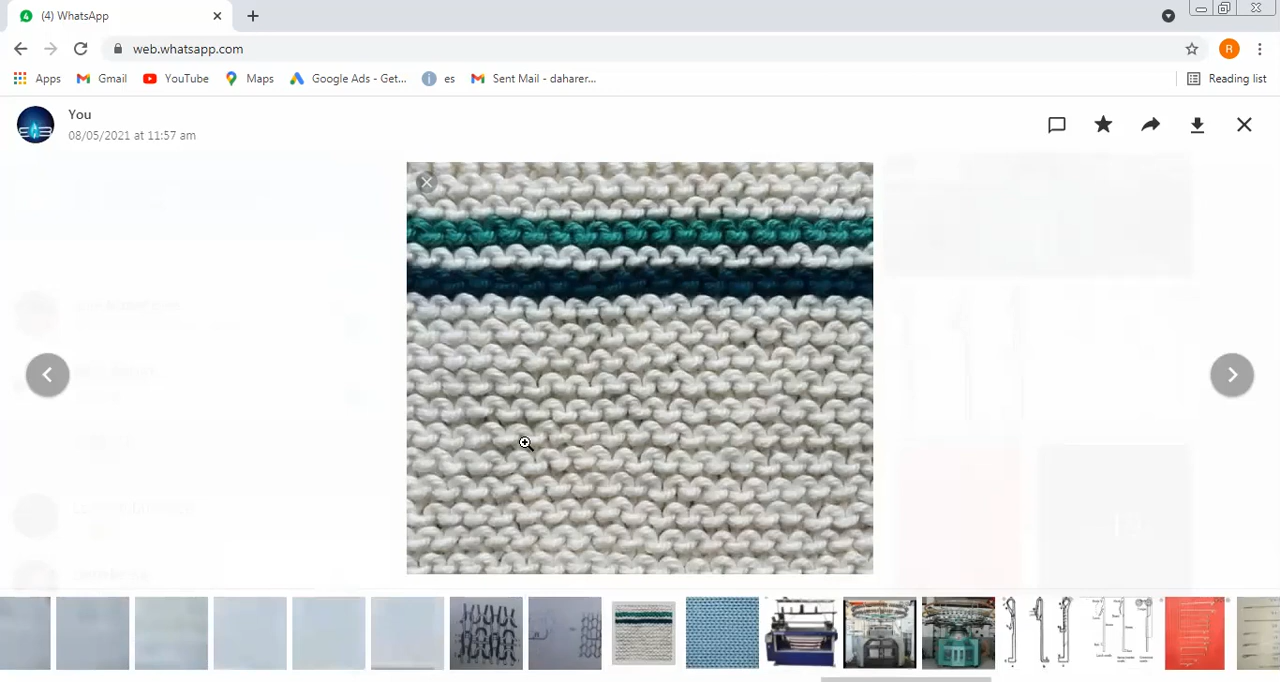 (4) WhatsApp
web.whatsapp.com
Apps
Gmail
YouTube
Maps
Google Ads - Get...
es
Sent Mail - daharer...
Reading list
You
08/05/2021 at 11:57 am
R